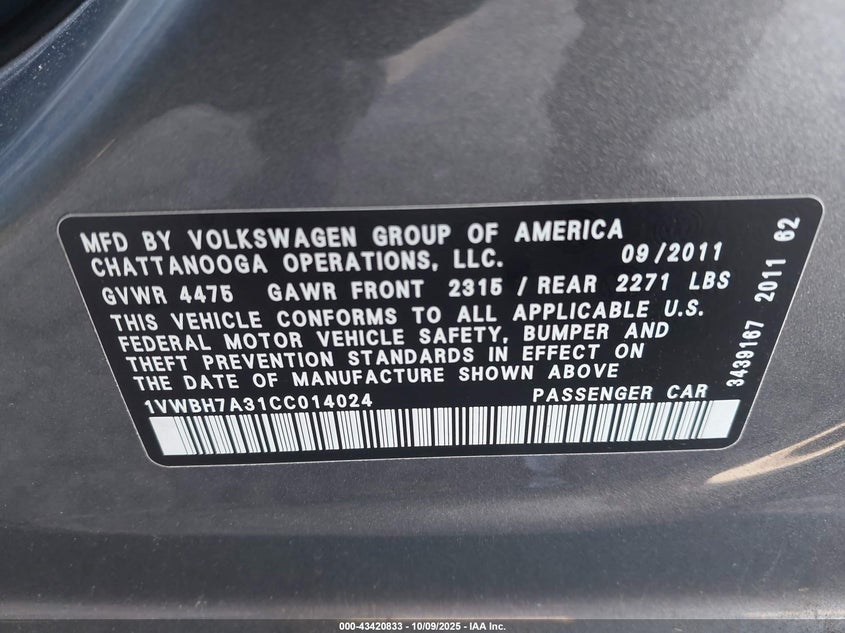 MFD BY VOLKSWAGEN GROUP OF AMERICA
CHATTANOOGA OPERATIONS, LLC. 09/2011
GVWR 4475 GAWR FRONT 2315 / REAR 2271 LBS
THIS VEHICLE CONFORMS TO ALL APPLICABLE U.S.
FEDERAL MOTOR VEHICLE SAFETY, BUMPER AND
THEFT PREVENTION STANDARDS IN EFFECT ON
THE DATE OF MANUFACTURE SHOWN ABOVE
1VWBH7A31CC014024 PASSENGER CAR
3439167 2011 62
000-43420833 - 10/09/2025 - IAA Inc.